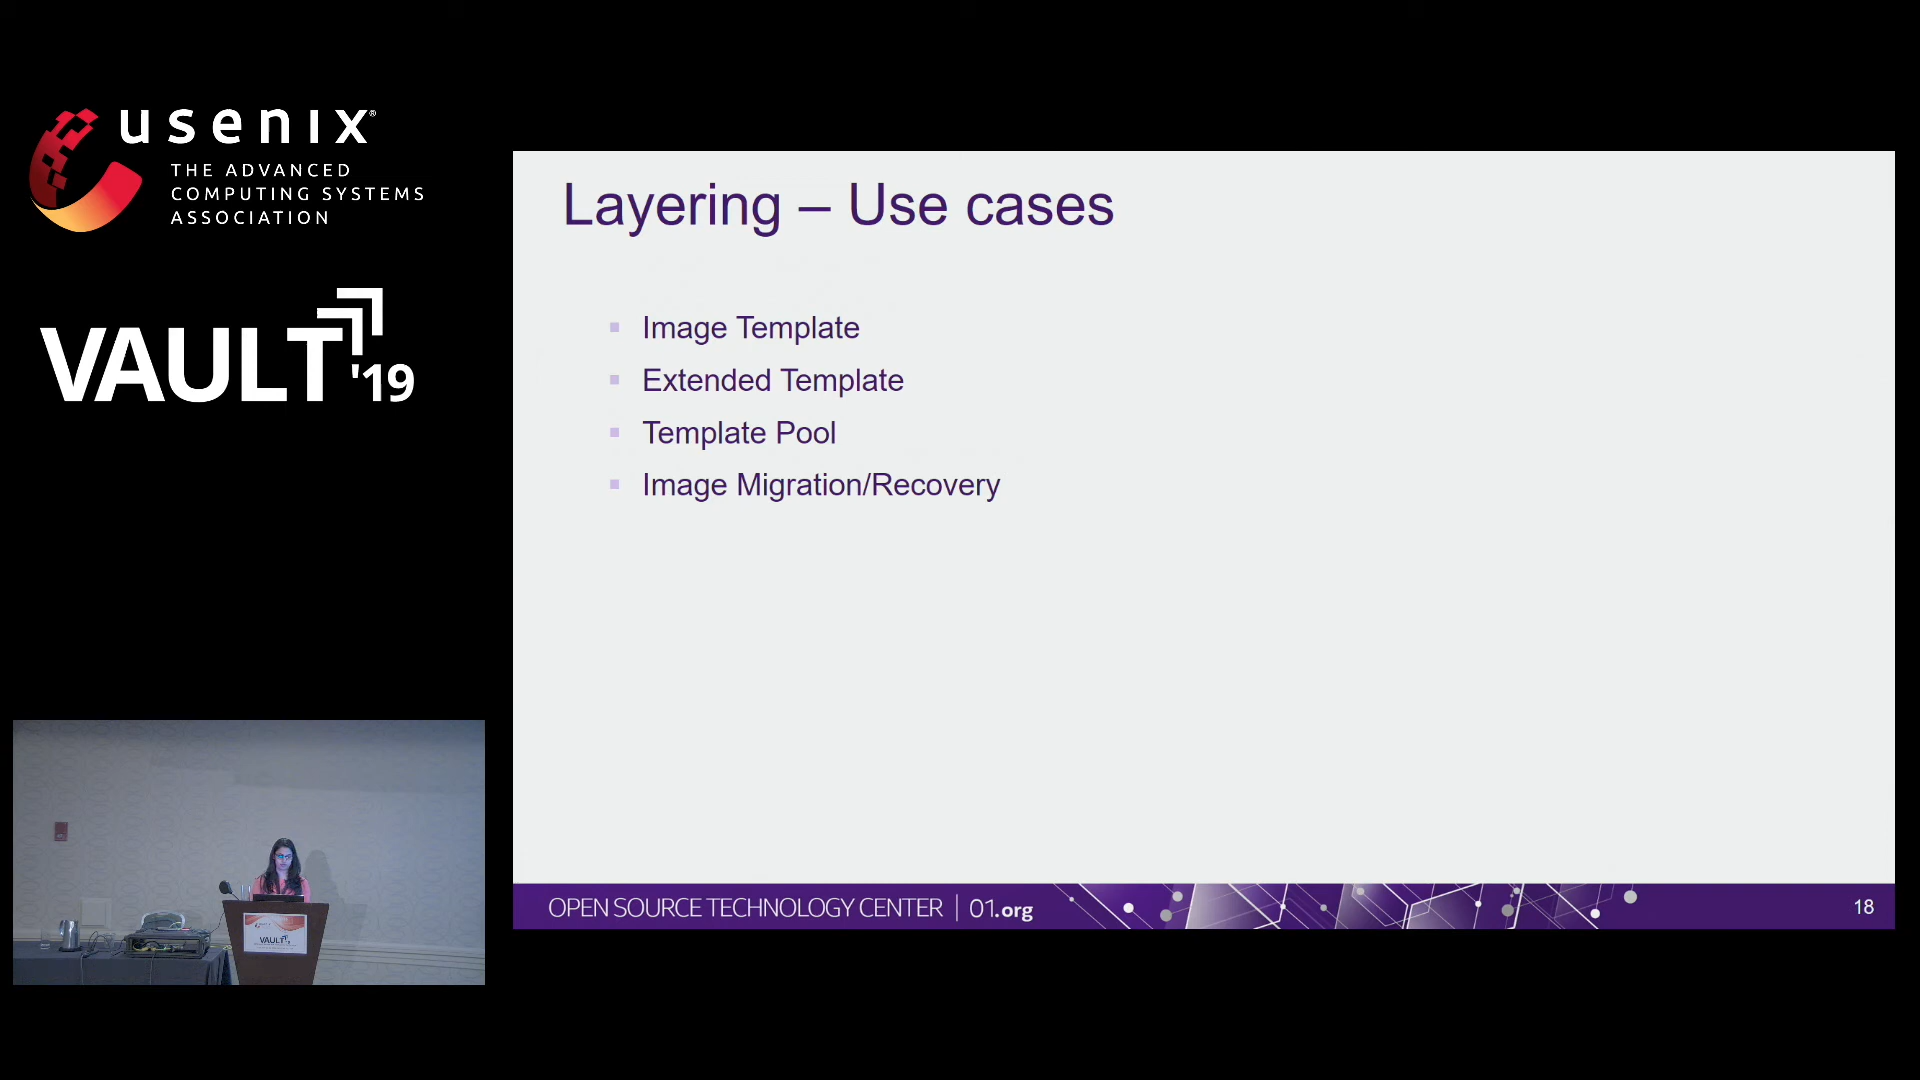 usenix®
THE ADVANCED
COMPUTING SYSTEMS
ASSOCIATION
VAULT '19
Layering – Use cases
Image Template
Extended Template
Template Pool
Image Migration/Recovery
OPEN SOURCE TECHNOLOGY CENTER | 01.org
18
VAULT